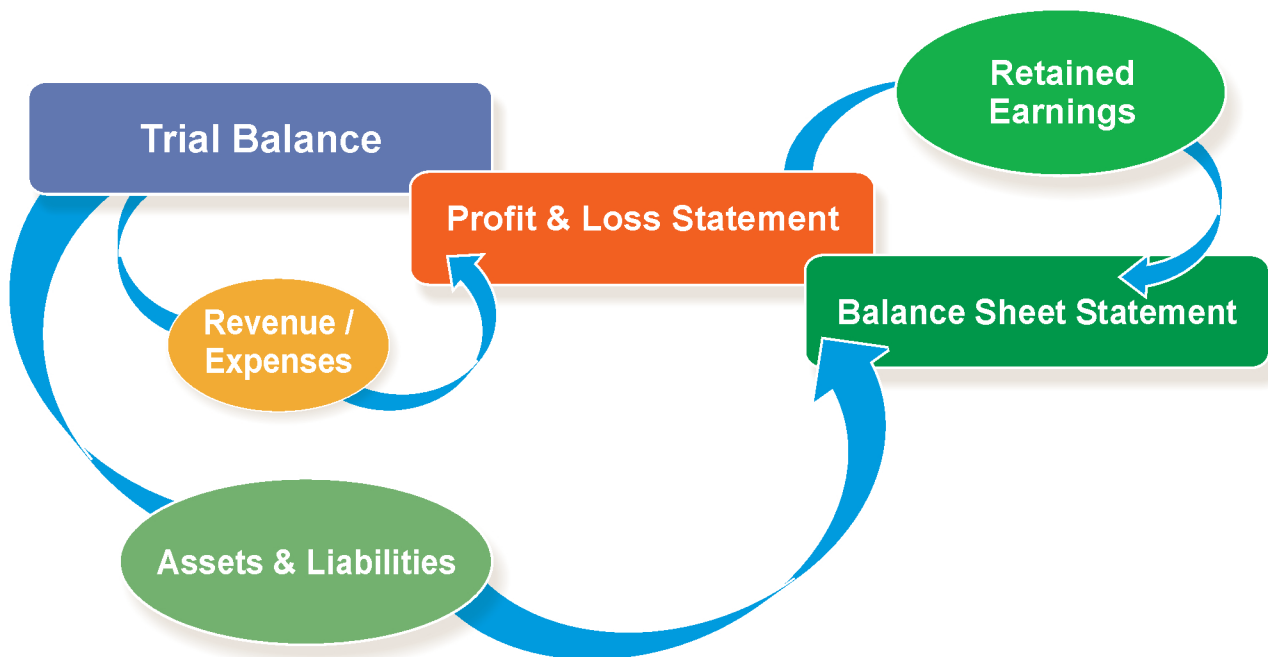 Retained
Earnings
Trial Balance
Profit & Loss Statement
Revenue /
Expenses
Balance Sheet Statement
Assets & Liabilities